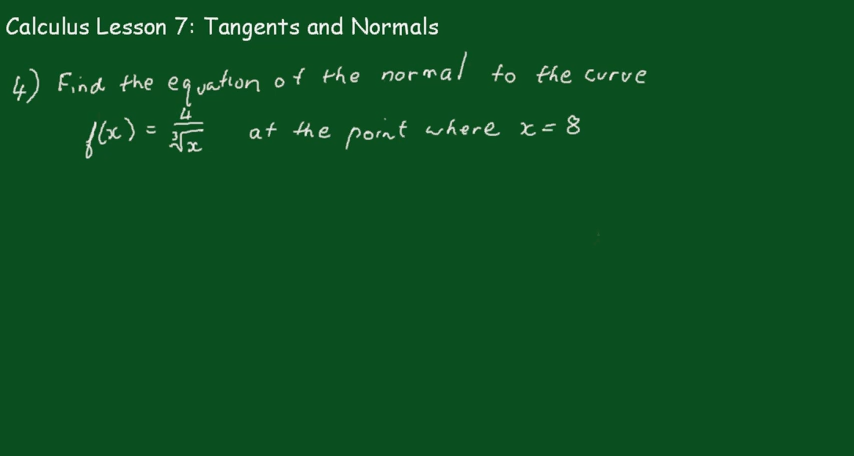 Calculus Lesson 7: Tangents and Normals
4) Find the equation of the normal to the curve
f(x) = 4/∛x at the point where x = 8